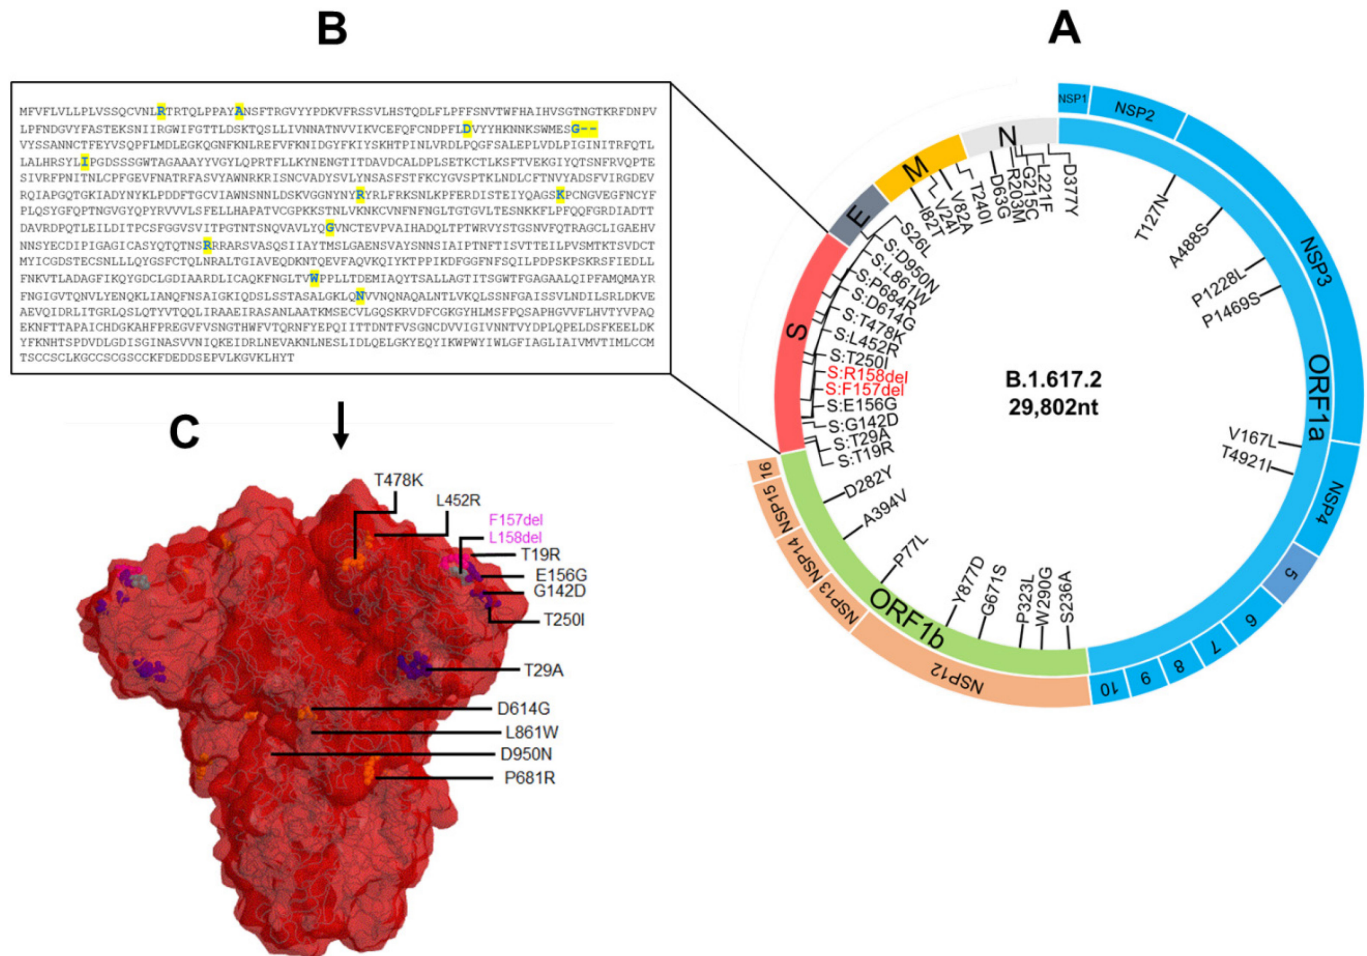 B
A
MFVFLVLLPLVSSQCVNLRTRTQLPPAYANSFTRGVYYPDKVFRSSVLHSTQDLFLPFFSNVTWFHAIHVSGTNGTKRFDNPV
LPFNDGVYFASTEKSNIIRGWIFGTTLDSKTQSLLIVNNATNVVIKVCEFQFCNDPFLDVYYHKNNKSWMESG--
VYSSANNCTFEYVSQPFLMDLEGKQGNFKNLREFVFKNIDGYFKIYSKHTPINLVRDLPQGFSALEPLVDLPIGINITRFQTL
LALHRSYLIPGDSSSGWTAGAAAYYVGYLQPRTFLLKYNENGTITDAVDCALDPLSETKCTLKSFTVEKGIYQTSNFRVQPTE
SIVRFPNITNLCPFGEVFNATRFASVYAWNRKRISNCVADYSVLYNSASFSTFKCYGVSPTKLNDLCFTNVYADSFVIRGDEV
RQIAPGQTGKIADYNYKLPDDFTGCVIAWNSNNLDSKVGGNYNYRYRLFRKSNLKPFERDISTEIYQAGSKPCNGVEGFNCYF
PLQSYGFQPTNGVGYQPYRVVVLSFELLHAPATVCGPKKSTNLVKNKCVNFNFNGLTGTGVLTESNKKFLPFQQFGRDIADTT
DAVRDPQTLEILDITPCSFGGVSVITPGTNTSNQVAVLYQGVNCTEVPVAIHADQLTPTWRVYSTGSNVFQTRAGCLIGAEHV
NNSYECDIPIGAGICASYQTQTNSRRRARSVASQSIIAYTMSLGAENSVAYSNNSIAIPTNFTISVTTEILPVSMTKTSVDCT
MYICGDSTECSNLLLQYGSFCTQLNRALTGIAVEQDKNTQEVFAQVKQIYKTPPIKDFGGFNFSQILPDPSKPSKRSFIEDLL
FNKVTLADAGFIKQYGDCLGDIAARDLICAQKFNGLTVWPPLLTDEMIAQYTSALLAGTITSGWTFGAGAALQIPFAMQMAYR
FNGIGVTQNVLYENQKLIANQFNSAIGKIQDSLSSTASALGKLQNVVNQNAQALNTLVKQLSSNFGAISSVLNDILSRLDKVE
AEVQIDRLITGRLQSLQTYVTQQLIRAAEIRASANLAATKMSECVLGQSKRVDFCGKGYHLMSFPQSAPHGVVFLHVTYVPAQ
EKNFTTAPAICHDGKAHFPREGVFVSNGTHWFVTQRNFYEPQIITTDNTFVSGNCDVVIGIVNNTVYDPLQPELDSFKEELDK
YFKNHTSPDVDLGDISGINASVVNIQKEIDRLNEVAKNLNESLIDLQELGKYEQYIKWPWYIWLGFIAGLIAIVMVTIMLCCM
TSCCSCLKGCCSCGSCCKFDEDDSEPVLKGVKLHYT
NSP1
NSP2
NSP3
NSP4
5
6
7
8
9
10
NSP12
NSP13
NSP14
NSP15
16
ORF1a
ORF1b
S
E
M
N
T127N
A488S
P1228L
P1469S
V167L
T4921I
S236A
W290G
P323L
G671S
Y877D
P77L
A394V
D282Y
S:T19R
S:T29A
S:G142D
S:E156G
S:F157del
S:R158del
S:T250I
S:L452R
S:T478K
S:D614G
S:P684R
S:L861W
S:D950N
S26L
I82T
V24I
V82A
T240I
D63G
R203M
G215C
L221F
D377Y
B.1.617.2
29,802nt
C
T478K
L452R
F157del
L158del
T19R
E156G
G142D
T250I
T29A
D614G
L861W
D950N
P681R